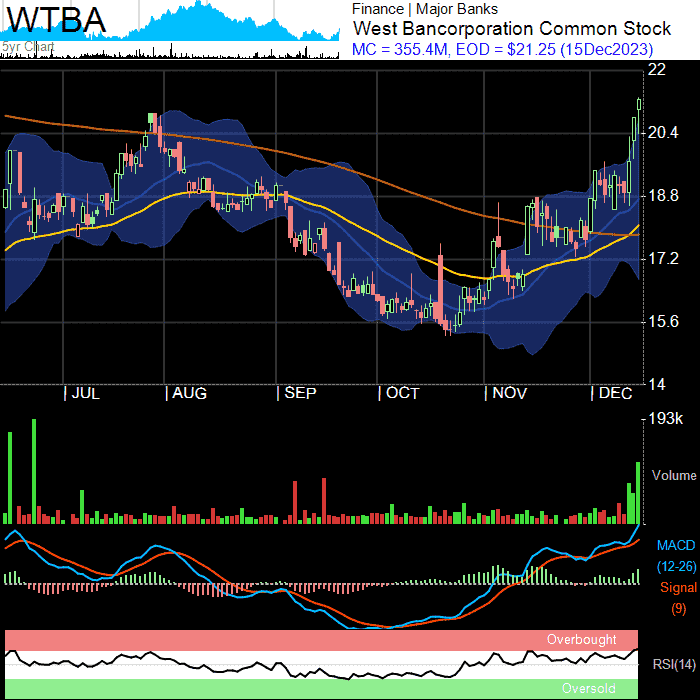 WTBA
5yr Chart
Finance | Major Banks
West Bancorporation Common Stock
MC = 355.4M, EOD = $21.25 (15Dec2023)
22
20.4
18.8
17.2
15.6
14
| JUL | AUG | SEP | OCT | NOV | DEC
193k
Volume
MACD
(12-26)
Signal
(9)
Overbought
RSI(14)
Oversold